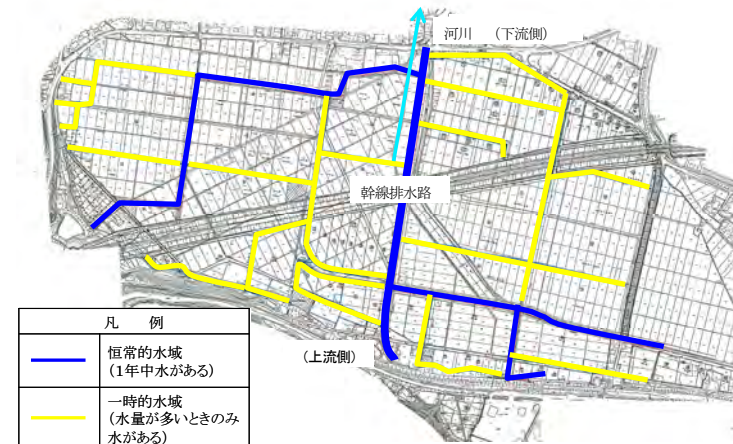 河川　（下流側）
幹線排水路
（上流側）
凡　例
恒常的水域
（1年中水がある）
一時的水域
（水量が多いときのみ
水がある）